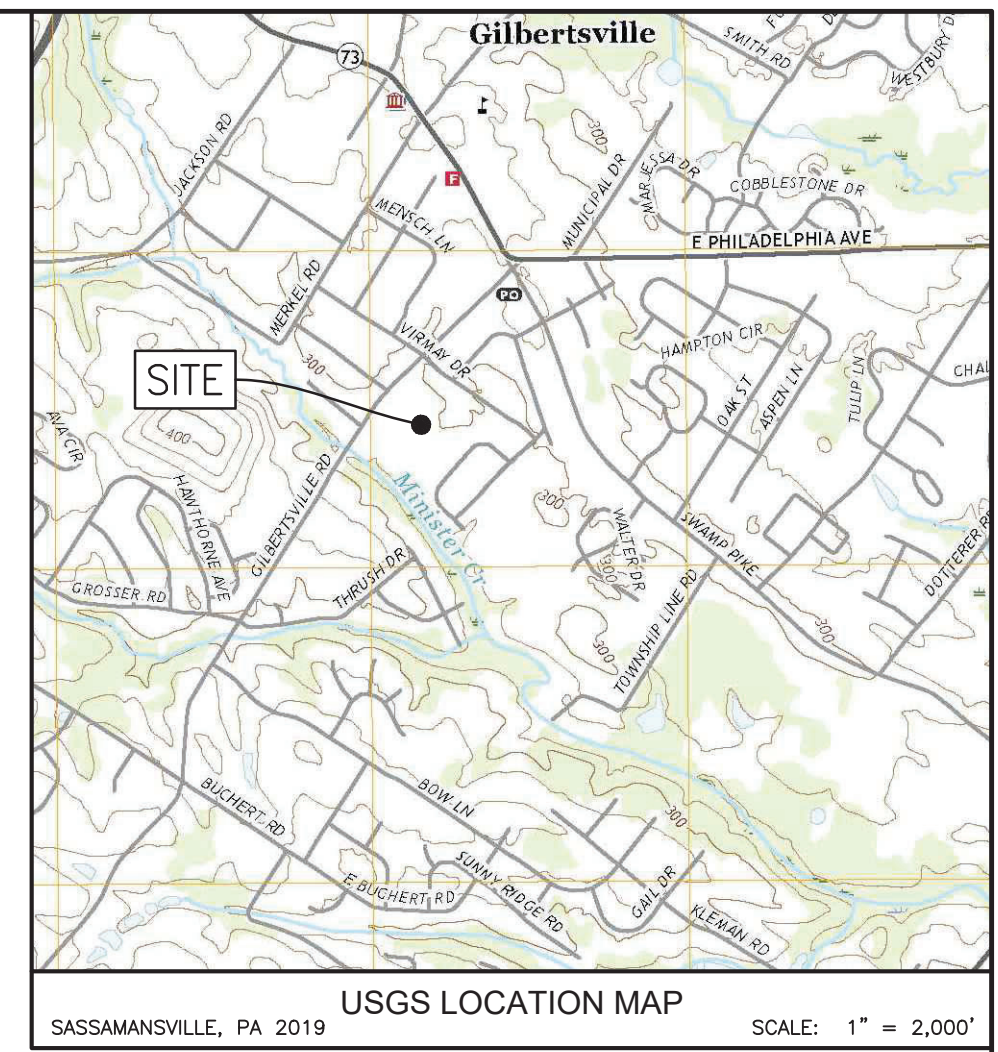 Gilbertsville
SMITH RD
WESTBURY D
73
JACKSON RD
300
F
MENSCH LN
MUNICIPAL DR
MARJESSA DR
COBBLESTONE DR
E PHILADELPHIA AVE
MERKEL RD
PO
VIRMAY DR
HAMPTON CIR
300
SITE
OAK ST
ASPEN LN
TULIP LN
CHAL
400
AVA CIR
HAWTHORNE AVE
GILBERTSVILLE RD
Minister Cr
300
WALTER DR
300
SWAMP PIKE
DOTTERER RD
GROSSER RD
THRUSH DR
TOWNSHIP LINE RD
300
300
BUCHERT RD
BOW LN
300
E BUCHERT RD
SUNNY RIDGE RD
GAIL DR
KLEMAN RD
USGS LOCATION MAP
SASSAMANSVILLE, PA 2019
SCALE: 1" = 2,000'